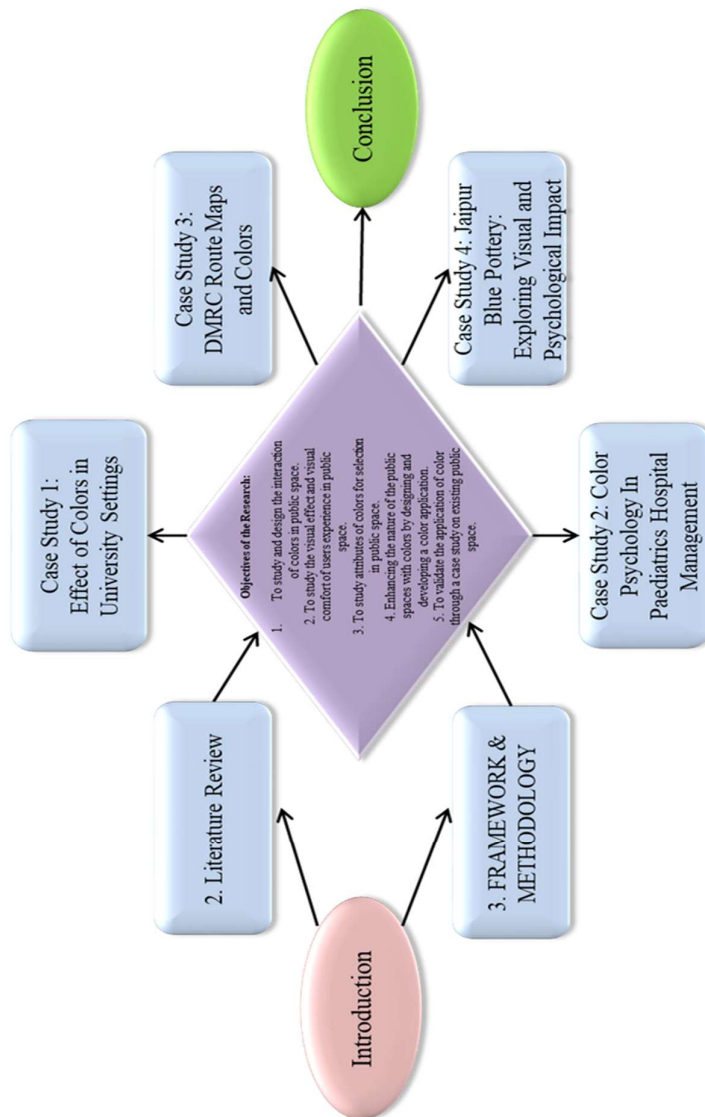 Introduction
2. Literature Review
3. FRAMEWORK &
METHODOLOGY
Objectives of the Research:
1. To study and design the interaction
of colors in public space.
2. To study the visual effect and visual
comfort of users experience in public
space.
3. To study attributes of colors for selection
in public space.
4. Enhancing the nature of the public
spaces with colors by designing and
developing a color application.
5. To validate the application of color
through a case study on existing public
space.
Case Study 1:
Effect of Colors in
University Settings
Case Study 2: Color
Psychology In
Paediatrics Hospital
Management
Case Study 3:
DMRC Route Maps
and Colors
Case Study 4: Jaipur
Blue Pottery:
Exploring Visual and
Psychological Impact
Conclusion